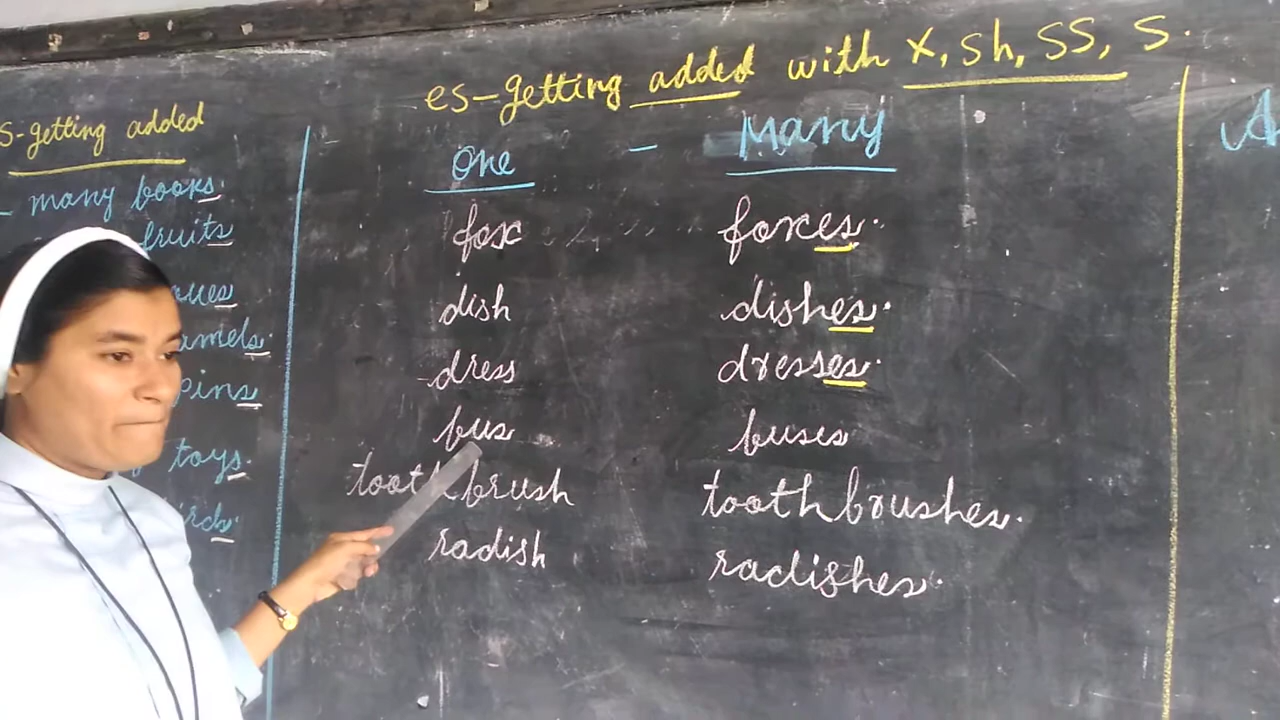 es-getting added with x, sh, ss, s.
s-getting added
- many books.
fruits
amels.
pins
toys.
One - Many
fox foxes.
dish dishes.
dress dresses.
bus buses
toothbrush toothbrushes.
radish radishes.